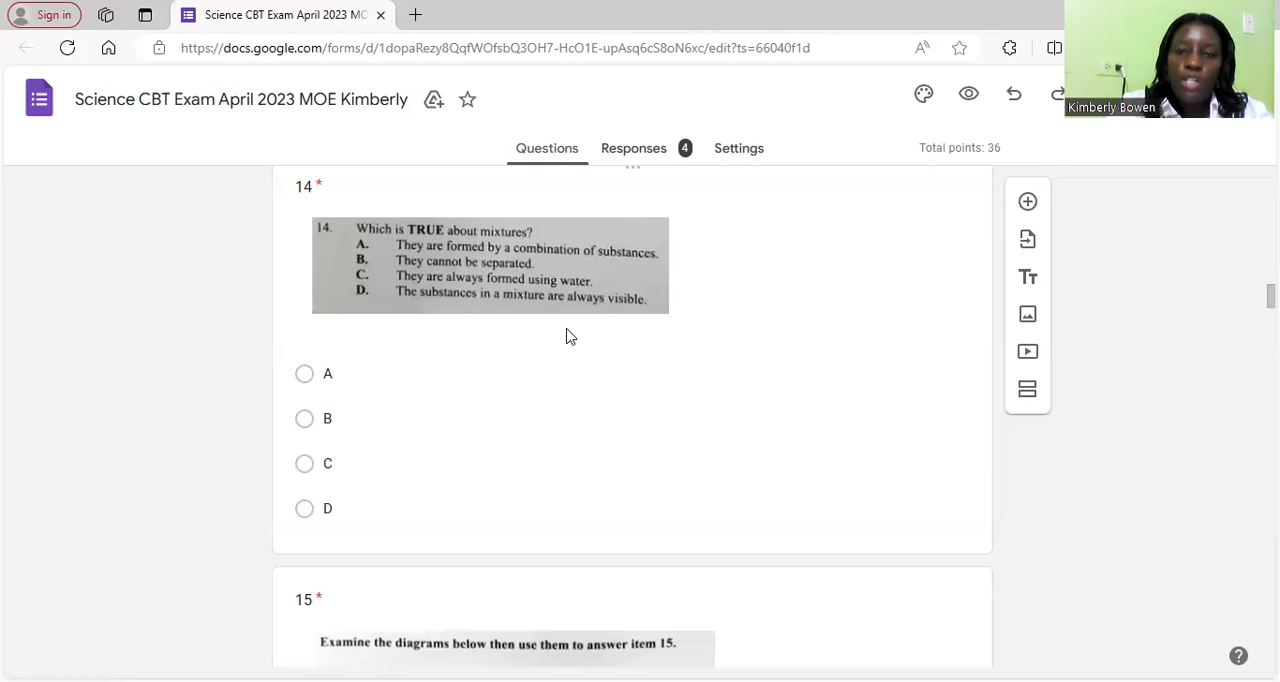 Sign in
Science CBT Exam April 2023 MO
https://docs.google.com/forms/d/1dopaRezy8QqfWOfsbQ3OH7-HcO1E-upAsq6cS8oN6xc/edit?ts=66040f1d
Kimberly Bowen
Science CBT Exam April 2023 MOE Kimberly
Questions
Responses 4
Settings
Total points: 36
14 *
14. Which is TRUE about mixtures?
A. They are formed by a combination of substances.
B. They cannot be separated.
C. They are always formed using water.
D. The substances in a mixture are always visible.
A
B
C
D
15 *
Examine the diagrams below then use them to answer item 15.